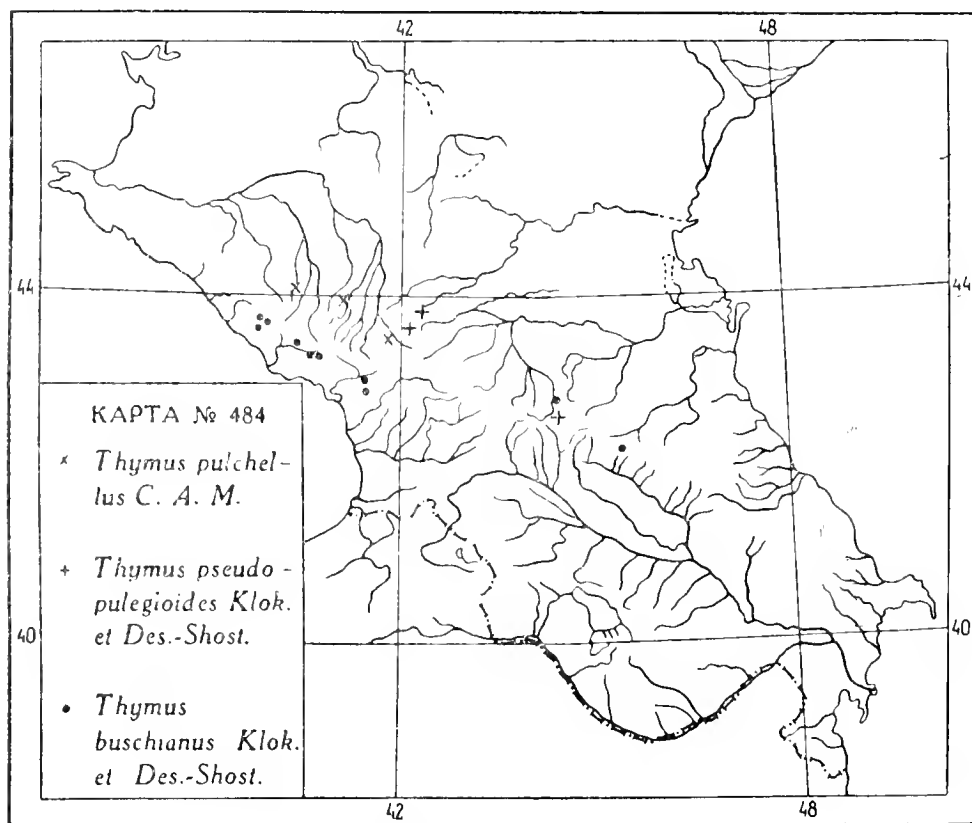 42 48
44 44
КАРТА № 484
x Thymus pulchel-
lus C. A. M.
+ Thymus pseudo-
pulegioides Klok.
et Des.-Shost.
• Thymus
buschianus Klok.
et Des.-Shost.
40 40
42 48